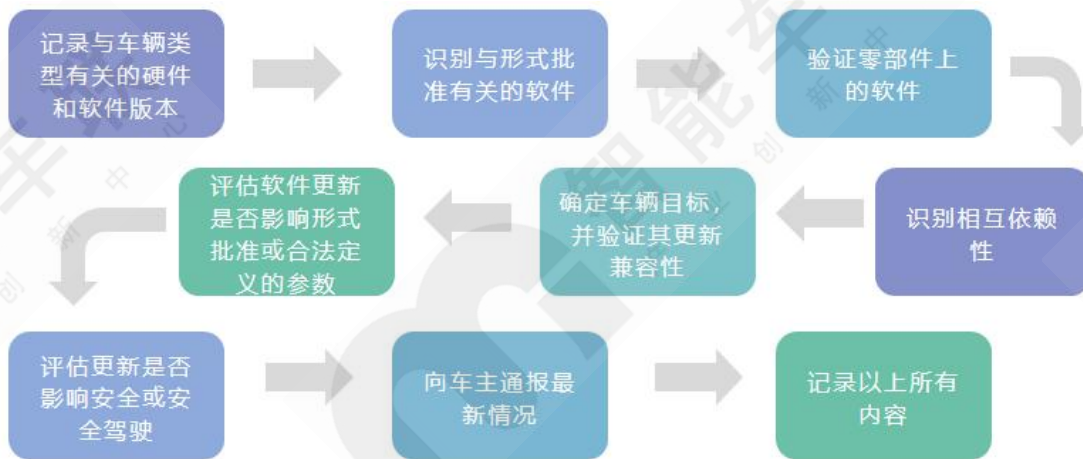 记录与车辆类
型有关的硬件
和软件版本
识别与形式批
准有关的软件
验证零部件上
的软件
识别相互依赖
性
确定车辆目标，
并验证其更新
兼容性
评估软件更新
是否影响形式
批准或合法定
义的参数
评估更新是否
影响安全或安
全驾驶
向车主通报最
新情况
记录以上所有
内容